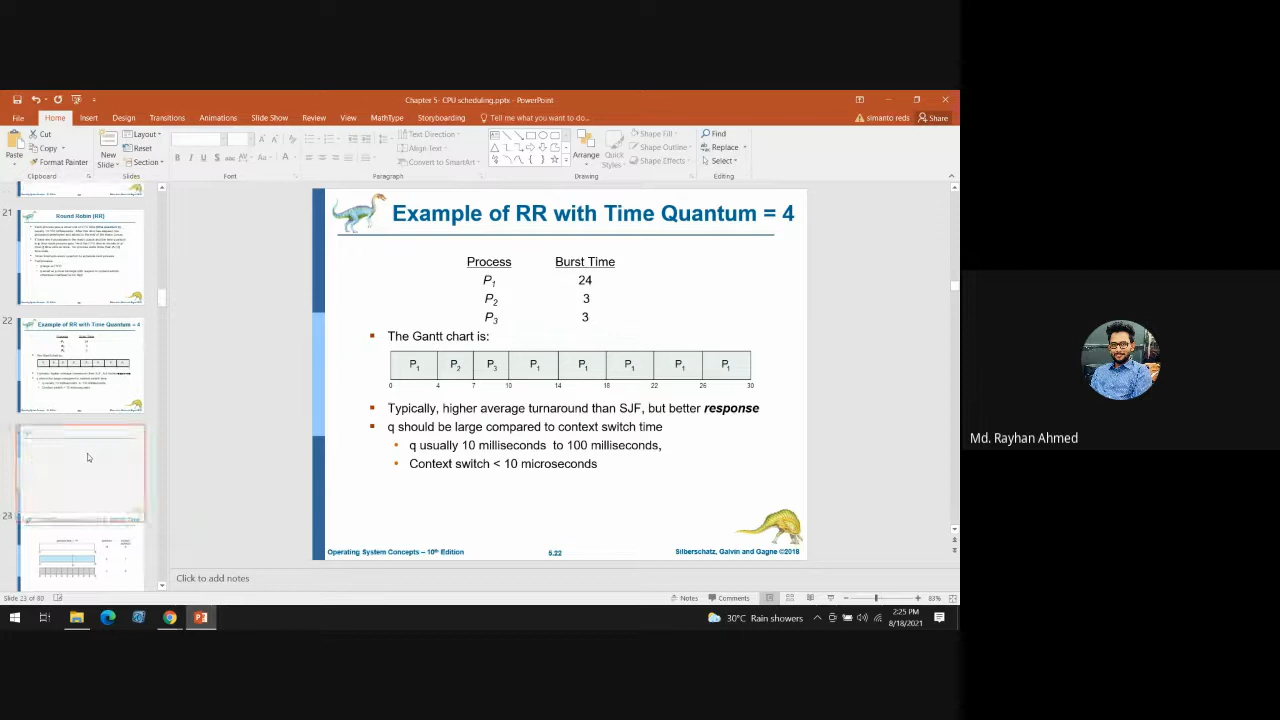 Chapter 5- CPU scheduling.pptx - PowerPoint
File Home Insert Design Transitions Animations Slide Show Review View MathType Storyboarding Tell me what you want to do... simanto reds Share
Paste Cut Copy Format Painter Clipboard
New Slide Layout Reset Section Slides
Font
Text Direction Align Text Convert to SmartArt Paragraph
Arrange Quick Styles Shape Fill Shape Outline Shape Effects Drawing
Find Replace Select Editing
21
Round Robin (RR)
22
Example of RR with Time Quantum = 4
23
Example of RR with Time Quantum = 4
Process Burst Time
P1 24
P2 3
P3 3
▪ The Gantt chart is:
P1 P2 P3 P1 P1 P1 P1 P1
0 4 7 10 14 18 22 26 30
▪ Typically, higher average turnaround than SJF, but better response
▪ q should be large compared to context switch time
• q usually 10 milliseconds to 100 milliseconds,
• Context switch < 10 microseconds
Operating System Concepts – 10th Edition 5.22 Silberschatz, Galvin and Gagne ©2018
Click to add notes
Slide 23 of 80 Notes Comments 83%
30°C Rain showers 2:25 PM
8/18/2021
Md. Rayhan Ahmed